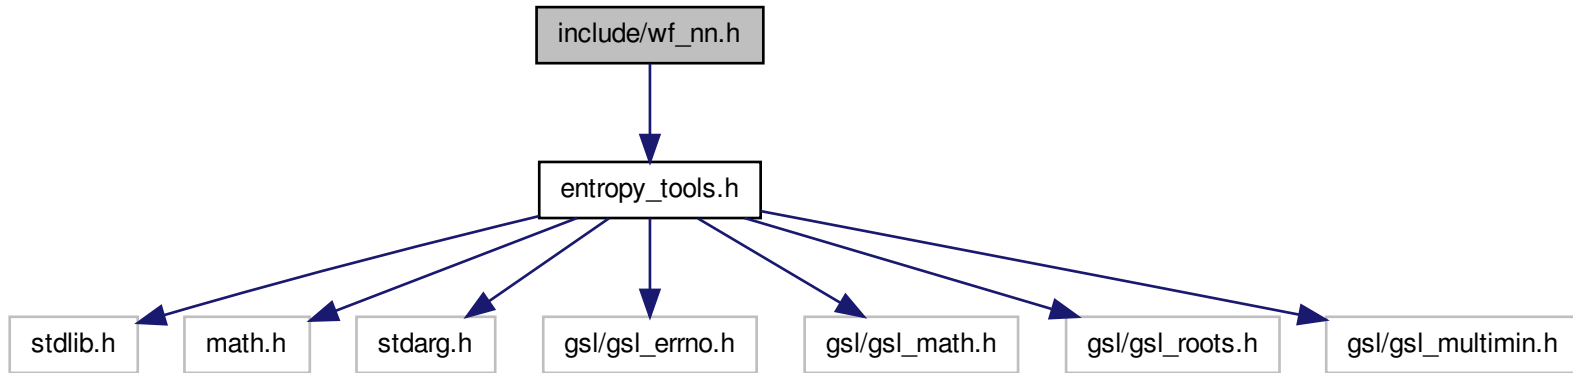 include/wf_nn.h
entropy_tools.h
stdlib.h
math.h
stdarg.h
gsl/gsl_errno.h
gsl/gsl_math.h
gsl/gsl_roots.h
gsl/gsl_multimin.h